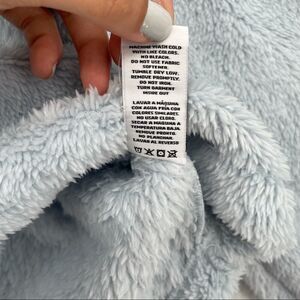 MACHINE WASH COLD
WITH LIKE COLORS.
NO BLEACH.
DO NOT USE FABRIC
SOFTENER.
TUMBLE DRY LOW.
REMOVE PROMPTLY.
DO NOT IRON.
TURN GARMENT
INSIDE OUT
LAVAR A MÁQUINA
CON AGUA FRÍA CON
COLORES SIMILARES.
NO USAR CLORO.
SECAR A MAQUINA A
TEMPERATURA BAJA.
REMOVE PRONTO.
NO PLANCHAR.
LAVAR AL REVERSO